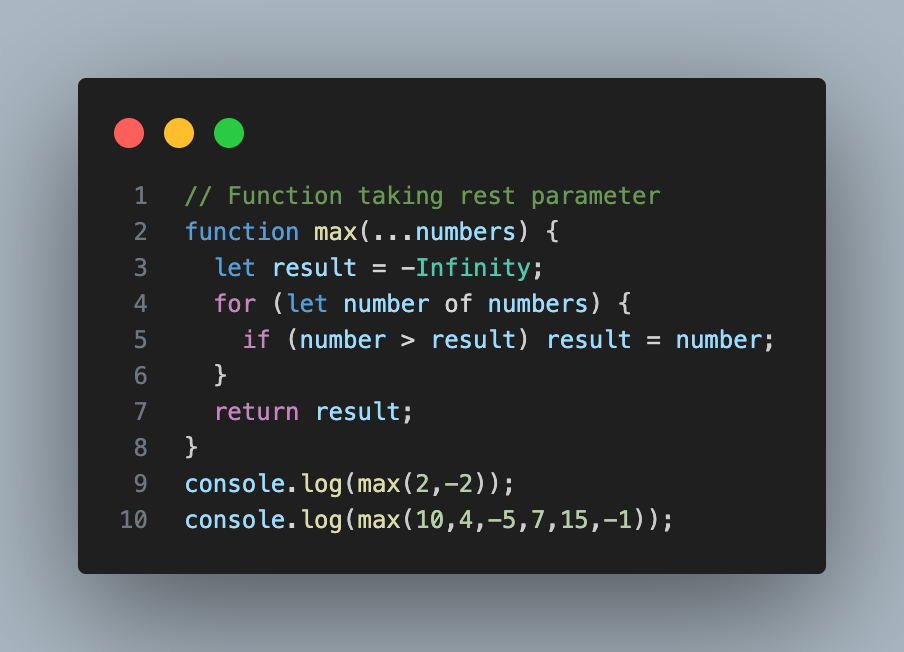 1 // Function taking rest parameter
2 function max(...numbers) {
3   let result = -Infinity;
4   for (let number of numbers) {
5     if (number > result) result = number;
6   }
7   return result;
8 }
9 console.log(max(2,-2));
10 console.log(max(10,4,-5,7,15,-1));